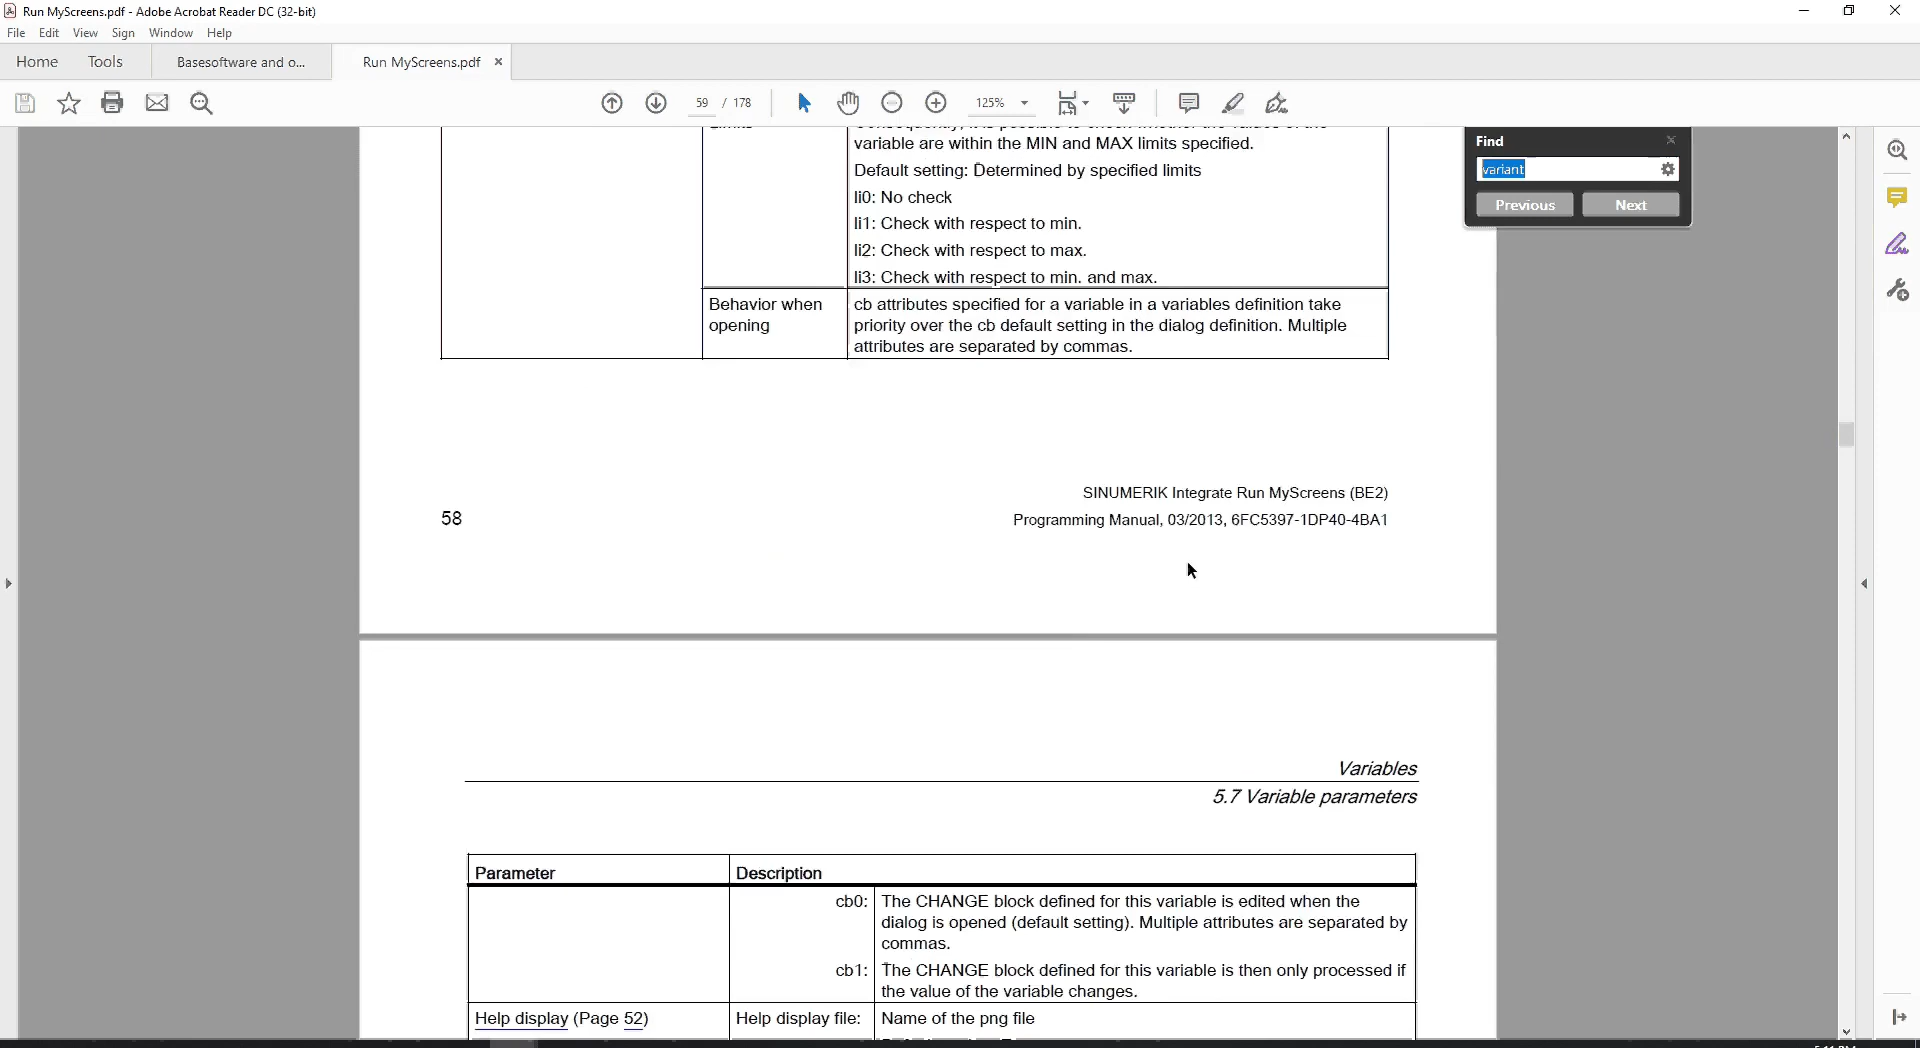 Run MyScreens.pdf - Adobe Acrobat Reader DC (32-bit)
File Edit View Sign Window Help
Home Tools Basesoftware and o... Run MyScreens.pdf
59 / 178 125%
Find
variant
Previous Next
variable are within the MIN and MAX limits specified.
Default setting: Determined by specified limits
li0: No check
li1: Check with respect to min.
li2: Check with respect to max.
li3: Check with respect to min. and max.
Behavior when opening
cb attributes specified for a variable in a variables definition take
priority over the cb default setting in the dialog definition. Multiple
attributes are separated by commas.
SINUMERIK Integrate Run MyScreens (BE2)
58 Programming Manual, 03/2013, 6FC5397-1DP40-4BA1
Variables
5.7 Variable parameters
Parameter Description
cb0: The CHANGE block defined for this variable is edited when the
dialog is opened (default setting). Multiple attributes are separated by
commas.
cb1: The CHANGE block defined for this variable is then only processed if
the value of the variable changes.
Help display (Page 52) Help display file: Name of the png file